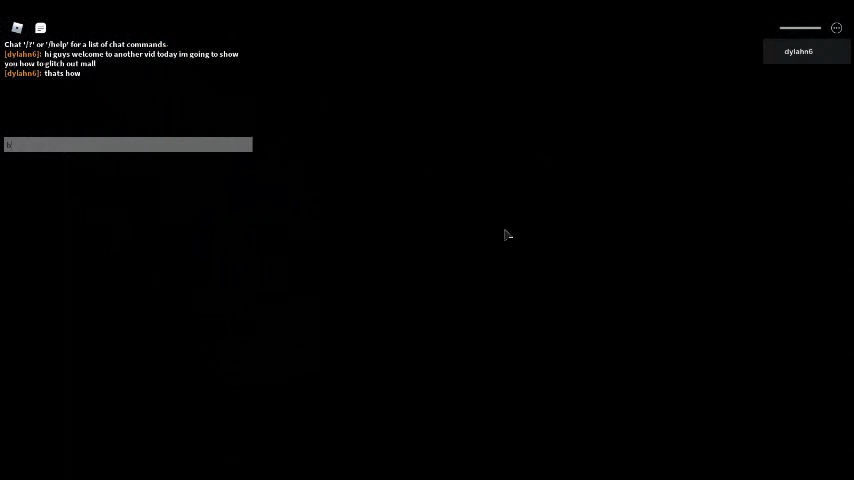 Chat '/?' or '/help' for a list of chat commands.
[dylahn6]: hi guys welcome to another vid today im going to show
you how to glitch out mall
[dylahn6]: thats how
dylahn6